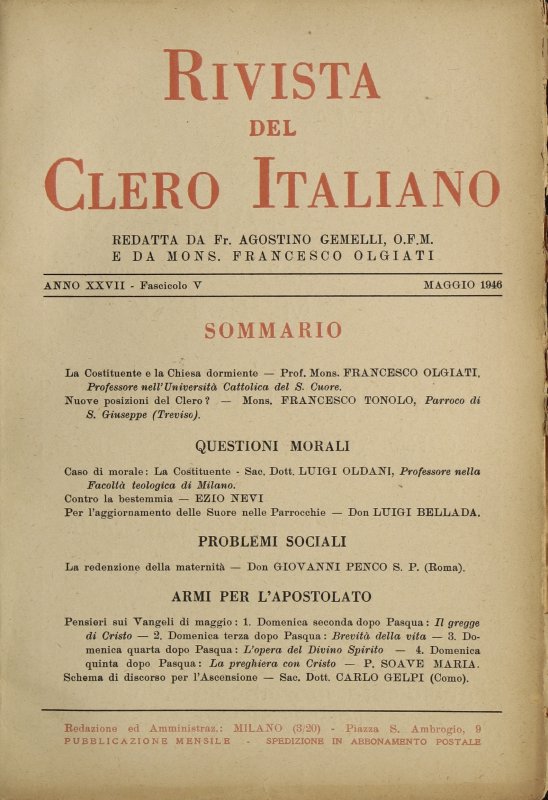 RIVISTA
DEL
CLERO ITALIANO
REDATTA DA Fr. AGOSTINO GEMELLI, O.F.M.
E DA MONS. FRANCESCO OLGIATI
ANNO XXVII - Fascicolo V MAGGIO 1946
SOMMARIO
La Costituente e la Chiesa dormiente — Prof. Mons. FRANCESCO OLGIATI,
Professore nell'Università Cattolica del S. Cuore.
Nuove posizioni del Clero? — Mons. FRANCESCO TONOLO, Parroco di
S. Giuseppe (Treviso).
QUESTIONI MORALI
Caso di morale: La Costituente - Sac. Dott. LUIGI OLDANI, Professore nella
Facoltà teologica di Milano.
Contro la bestemmia — EZIO NEVI
Per l'aggiornamento delle Suore nelle Parrocchie — Don LUIGI BELLADA.
PROBLEMI SOCIALI
La redenzione della maternità — Don GIOVANNI PENCO S. P. (Roma).
ARMI PER L'APOSTOLATO
Pensieri sui Vangeli di maggio: 1. Domenica seconda dopo Pasqua: Il gregge
di Cristo — 2. Domenica terza dopo Pasqua: Brevità della vita — 3. Do-
menica quarta dopo Pasqua: L'opera del Divino Spirito — 4. Domenica
quinta dopo Pasqua: La preghiera con Cristo — P. SOAVE MARIA.
Schema di discorso per l'Ascensione — Sac. Dott. CARLO GELPI (Como).
Redazione ed Amministraz.: MILANO (3/20) - Piazza S. Ambrogio, 9
PUBBLICAZIONE MENSILE - SPEDIZIONE IN ABBONAMENTO POSTALE